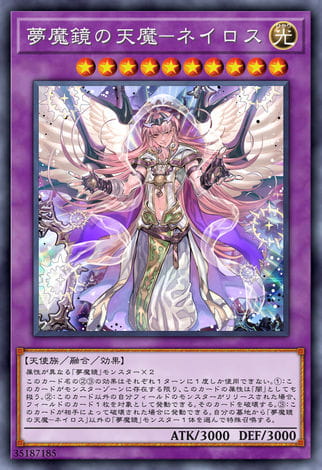 夢魔鏡の天魔－ネイロス
光
[天使族／融合／効果]
属性が異なる「夢魔鏡」モンスター×２
このカード名の②③の効果はそれぞれ１ターンに１度しか使用できない。①：このカードがモンスターゾーンに存在する限り、このカードの属性は「闇」としても扱う。②：このカード以外の自分フィールドのモンスターがリリースされた場合、フィールドのカード１枚を対象として発動できる。そのカードを破壊する。③：このカードが相手によって破壊された場合に発動できる。自分の墓地から「夢魔鏡の天魔－ネイロス」以外の「夢魔鏡」モンスター１体を選んで特殊召喚する。
ATK/3000 DEF/3000
35187185